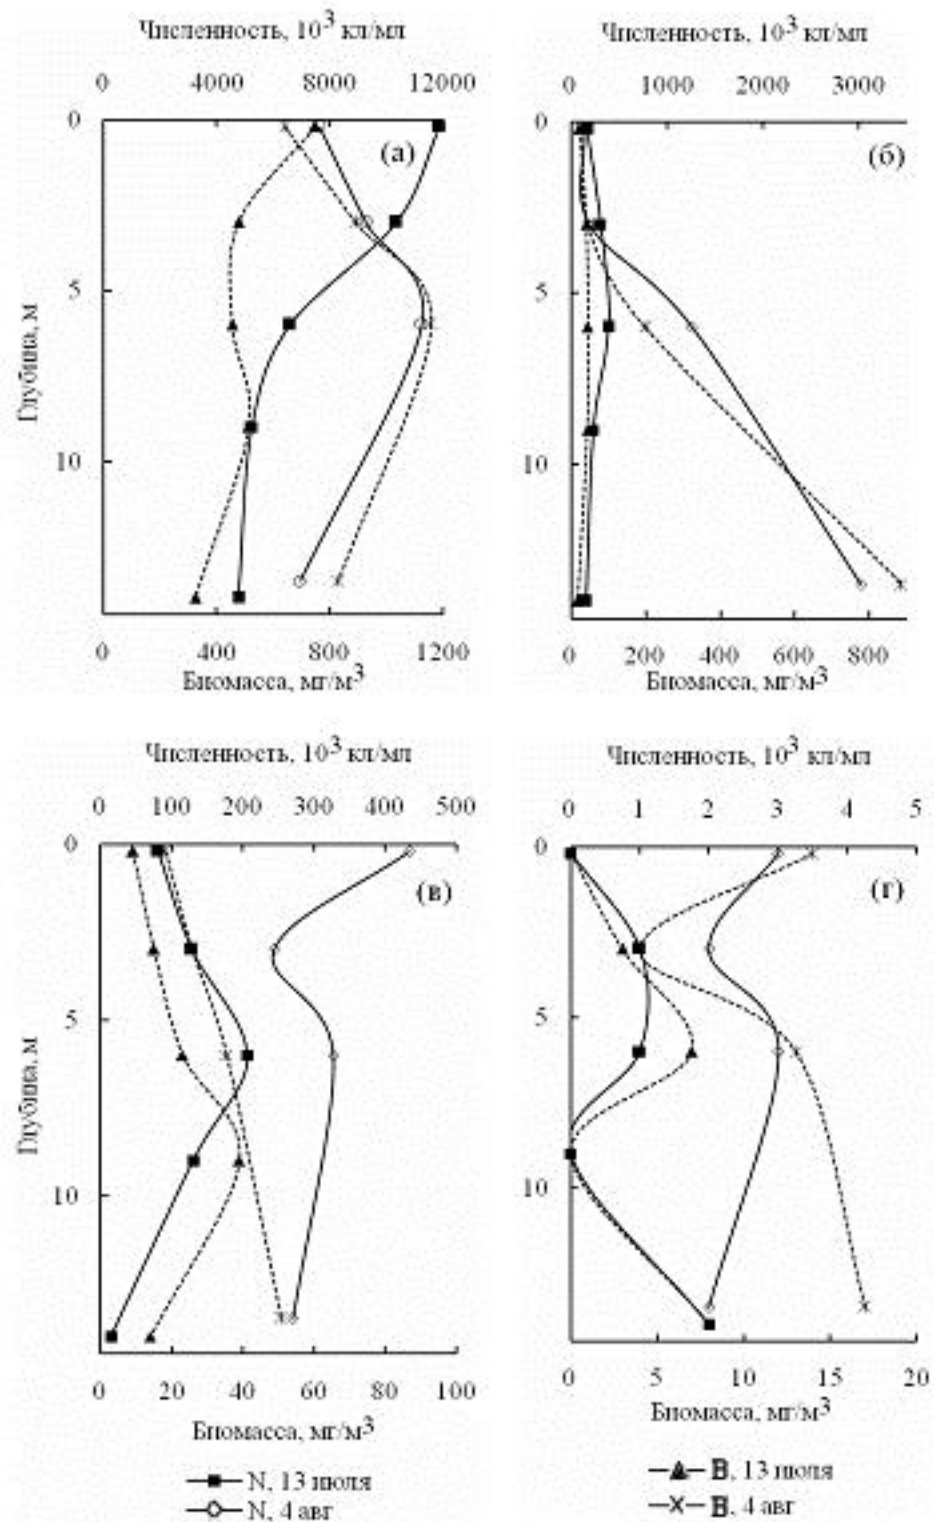 Численность, 10³ кл/мл
0 4000 8000 12000
0
(а)
5
Глубина, м
10
400 800 1200
Биомасса, мг/м³
Численность, 10³ кл/мл
0 1000 2000 3000
0
(б)
5
10
0 200 400 600 800
Биомасса, мг/м³
Численность, 10³ кл/мл
0 100 200 300 400 500
0
(в)
5
Глубина, м
10
0 20 40 60 80 100
Биомасса, мг/м³
Численность, 10³ кл/мл
0 1 2 3 4 5
0
(г)
5
10
0 5 10 15 20
Биомасса, мг/м³
N, 13 июля
N, 4 авг
B, 13 июля
B, 4 авг